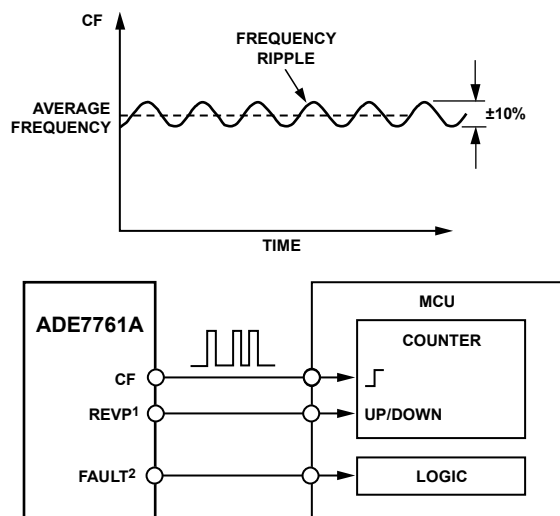 CF
FREQUENCY
RIPPLE
AVERAGE
FREQUENCY
±10%
TIME
MCU
ADE7761A
COUNTER
CF
REVP1
UP/DOWN
FAULT2
LOGIC